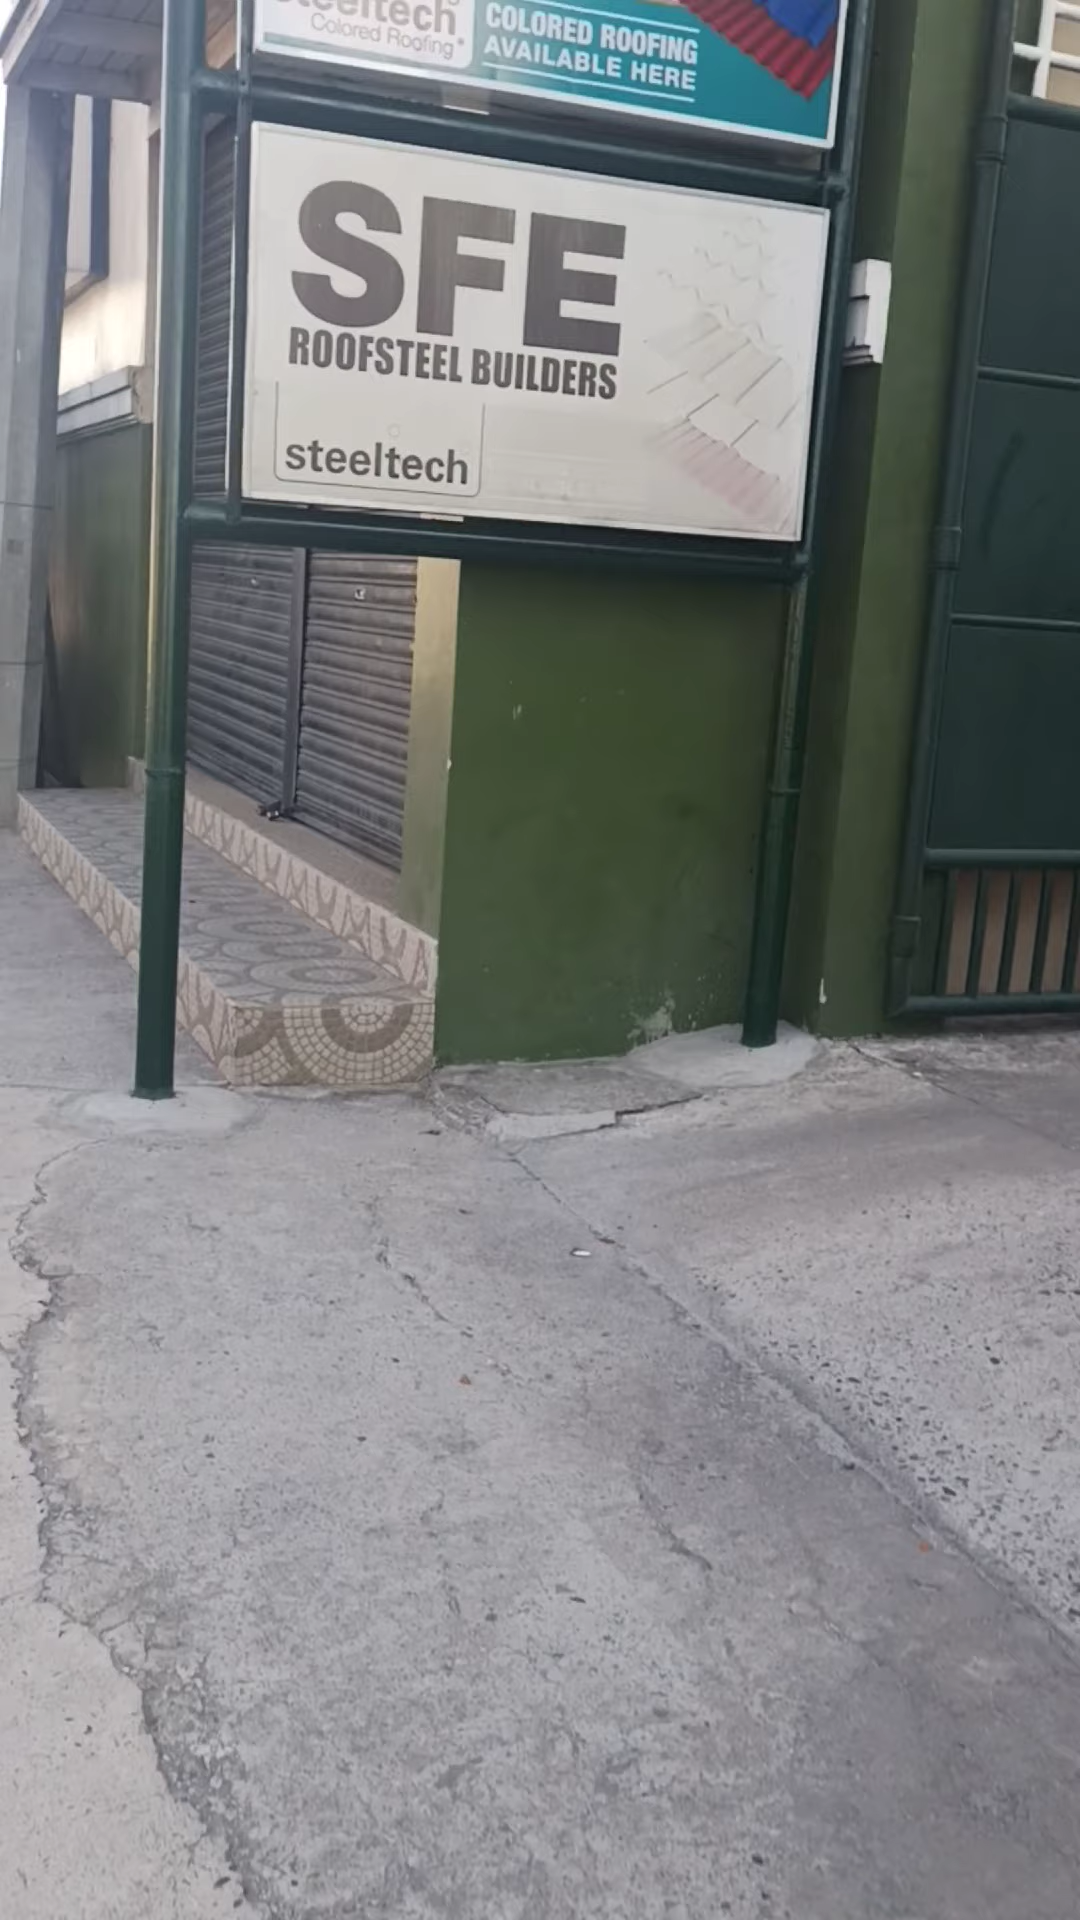 steeltech
Colored Roofing
COLORED ROOFING
AVAILABLE HERE
SFE
ROOFSTEEL BUILDERS
steeltech